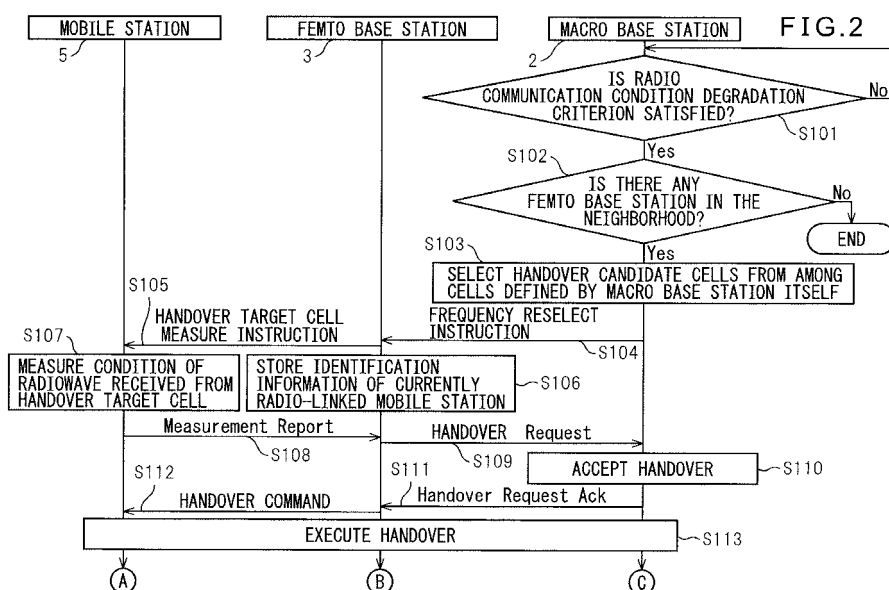 FIG.2
MOBILE STATION
FEMTO BASE STATION
MACRO BASE STATION
5
3
2
IS RADIO
COMMUNICATION CONDITION DEGRADATION
CRITERION SATISFIED?
No
S101
Yes
S102
IS THERE ANY
FEMTO BASE STATION IN THE
NEIGHBORHOOD?
No
END
Yes
S103
SELECT HANDOVER CANDIDATE CELLS FROM AMONG
CELLS DEFINED BY MACRO BASE STATION ITSELF
S105
HANDOVER TARGET CELL
MEASURE INSTRUCTION
FREQUENCY RESELECT
INSTRUCTION
S104
S107
MEASURE CONDITION OF
RADIOWAVE RECEIVED FROM
HANDOVER TARGET CELL
STORE IDENTIFICATION
INFORMATION OF CURRENTLY
RADIO-LINKED MOBILE STATION
S106
Measurement Report
S108
HANDOVER Request
S109
ACCEPT HANDOVER
S110
S112
HANDOVER COMMAND
S111
Handover Request Ack
EXECUTE HANDOVER
S113
A
B
C